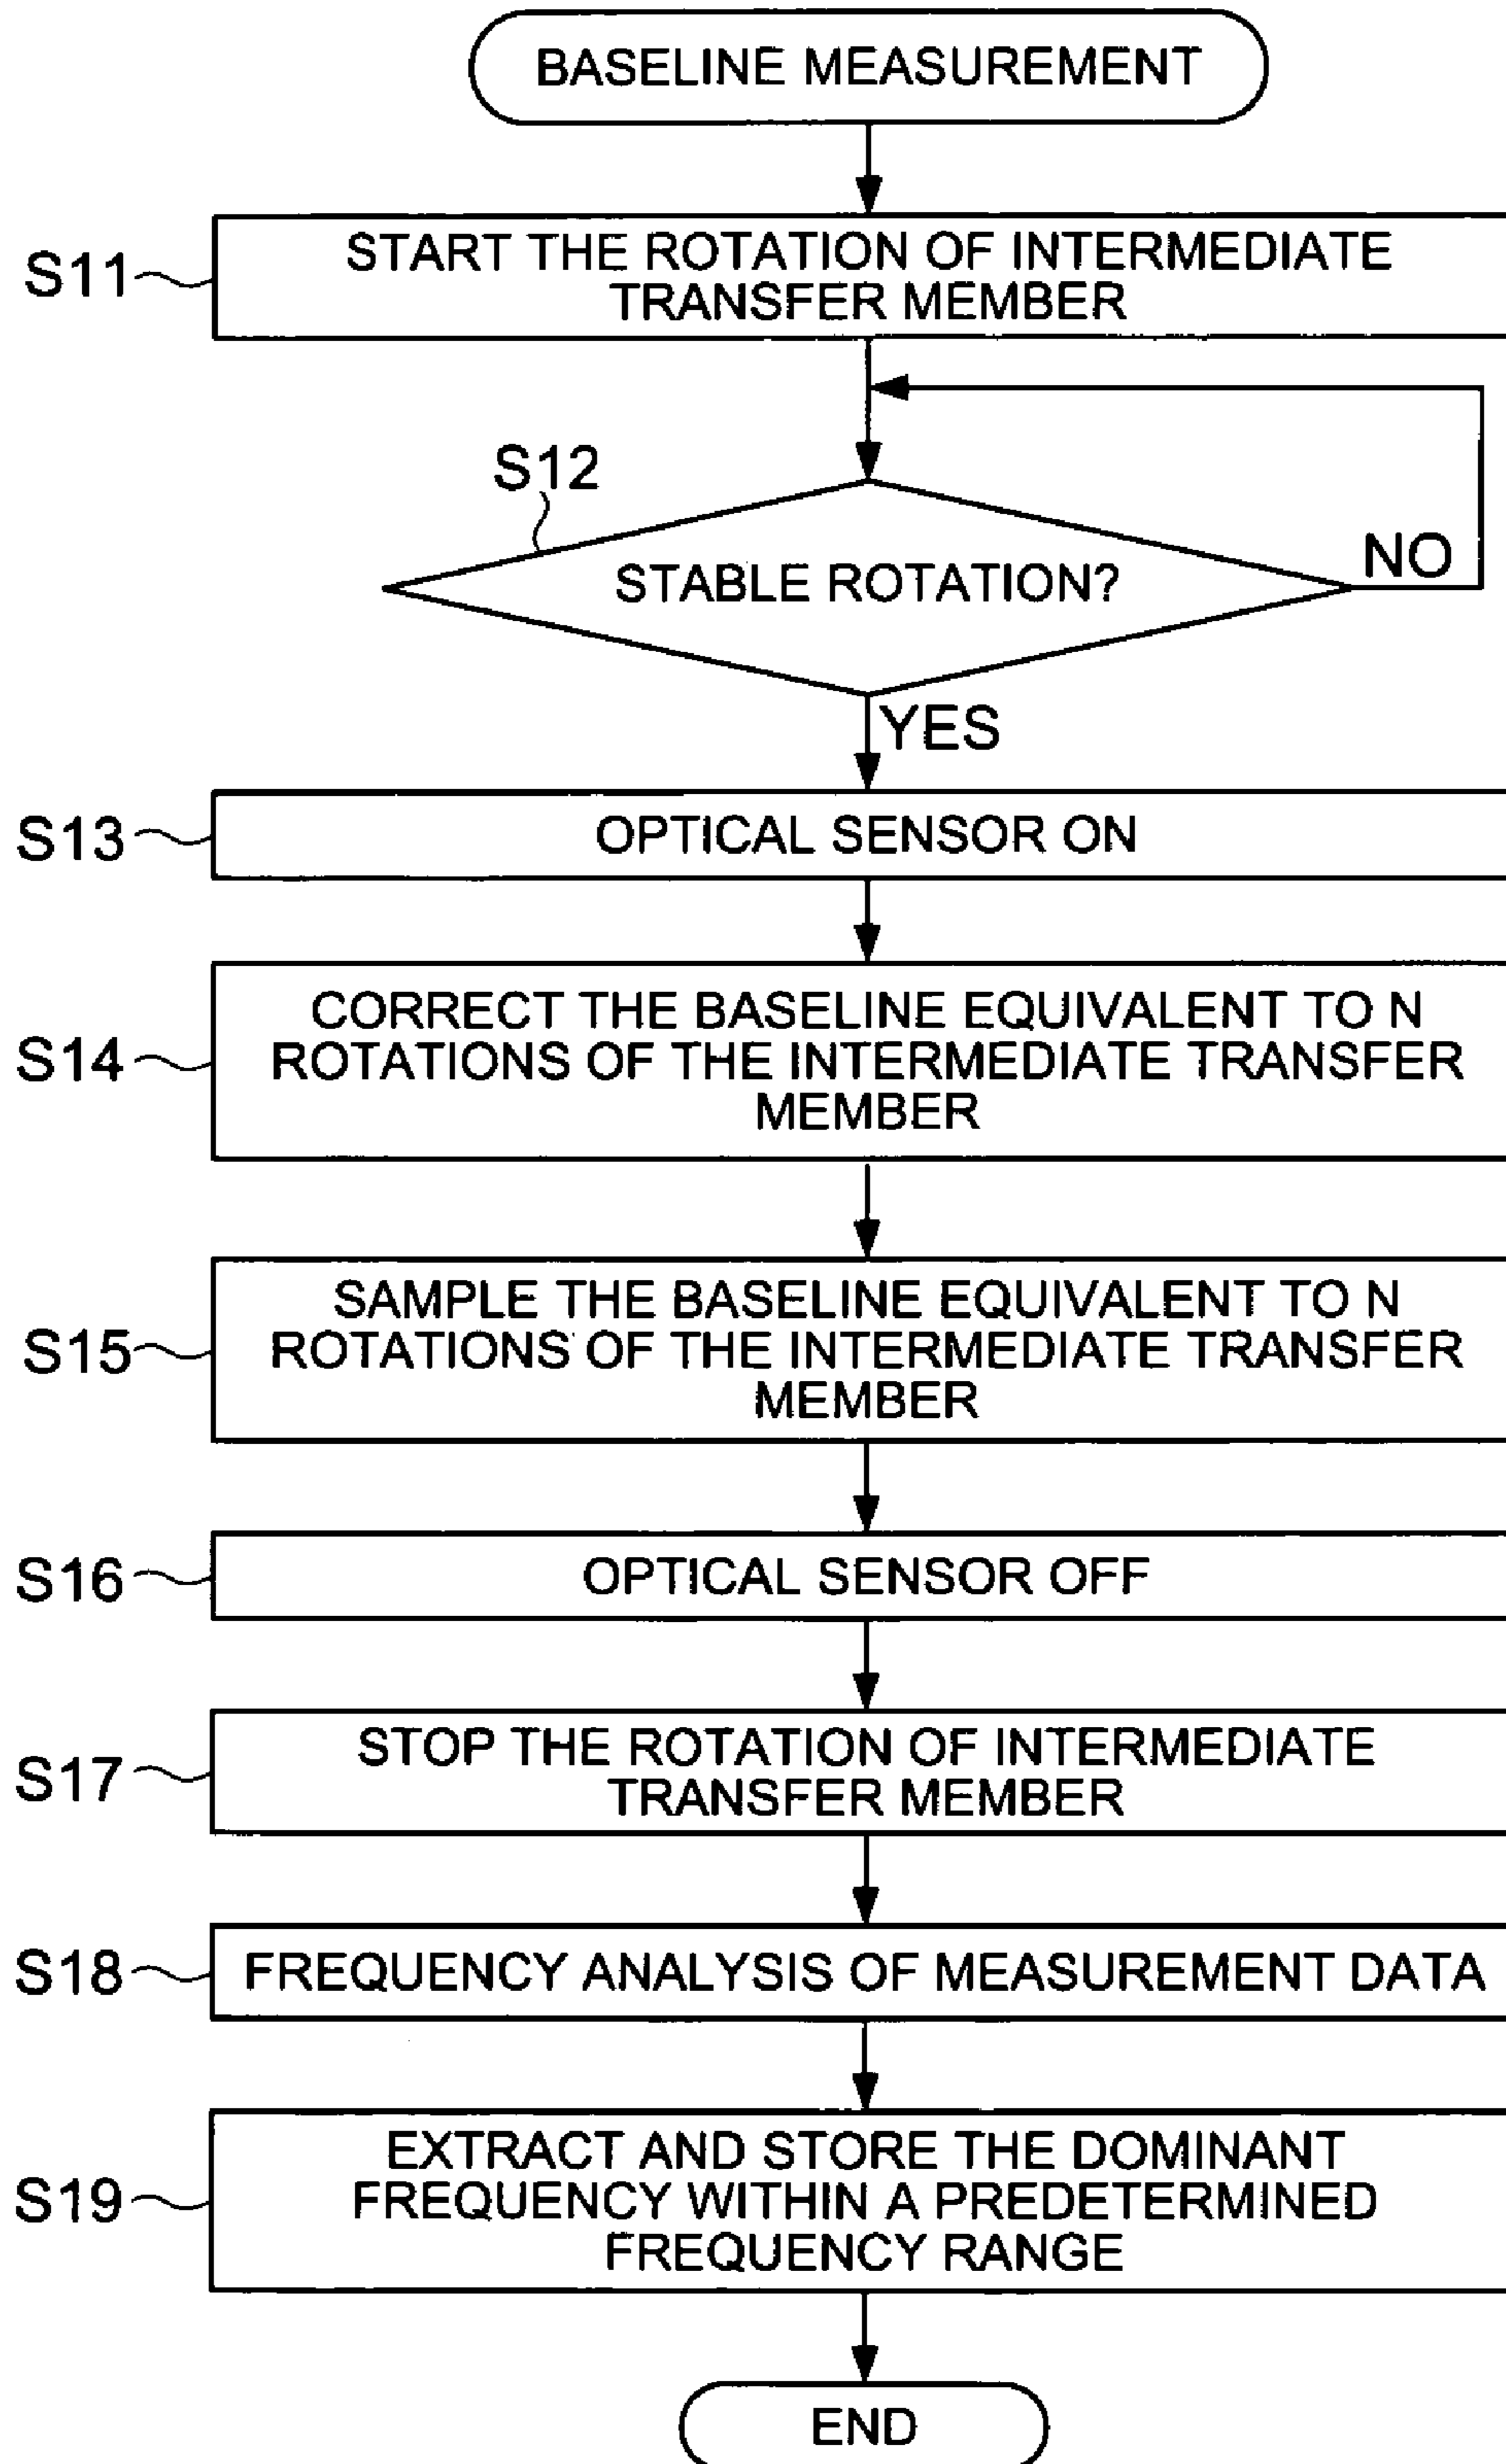 BASELINE MEASUREMENT
S11
START THE ROTATION OF INTERMEDIATE
TRANSFER MEMBER
S12
STABLE ROTATION?
NO
YES
S13
OPTICAL SENSOR ON
S14
CORRECT THE BASELINE EQUIVALENT TO N
ROTATIONS OF THE INTERMEDIATE TRANSFER
MEMBER
S15
SAMPLE THE BASELINE EQUIVALENT TO N
ROTATIONS OF THE INTERMEDIATE TRANSFER
MEMBER
S16
OPTICAL SENSOR OFF
S17
STOP THE ROTATION OF INTERMEDIATE
TRANSFER MEMBER
S18
FREQUENCY ANALYSIS OF MEASUREMENT DATA
S19
EXTRACT AND STORE THE DOMINANT
FREQUENCY WITHIN A PREDETERMINED
FREQUENCY RANGE
END